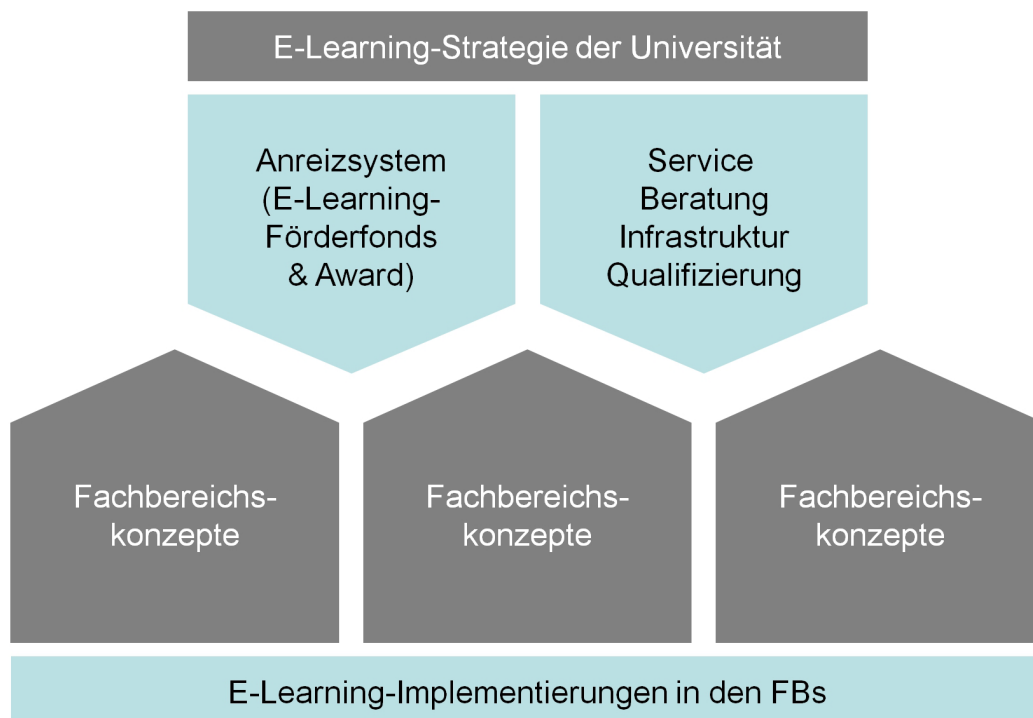 E-Learning-Strategie der Universität
Anreizsystem
(E-Learning-
Förderfonds
& Award)
Service
Beratung
Infrastruktur
Qualifizierung
Fachbereichs-
konzepte
Fachbereichs-
konzepte
Fachbereichs-
konzepte
E-Learning-Implementierungen in den FBs